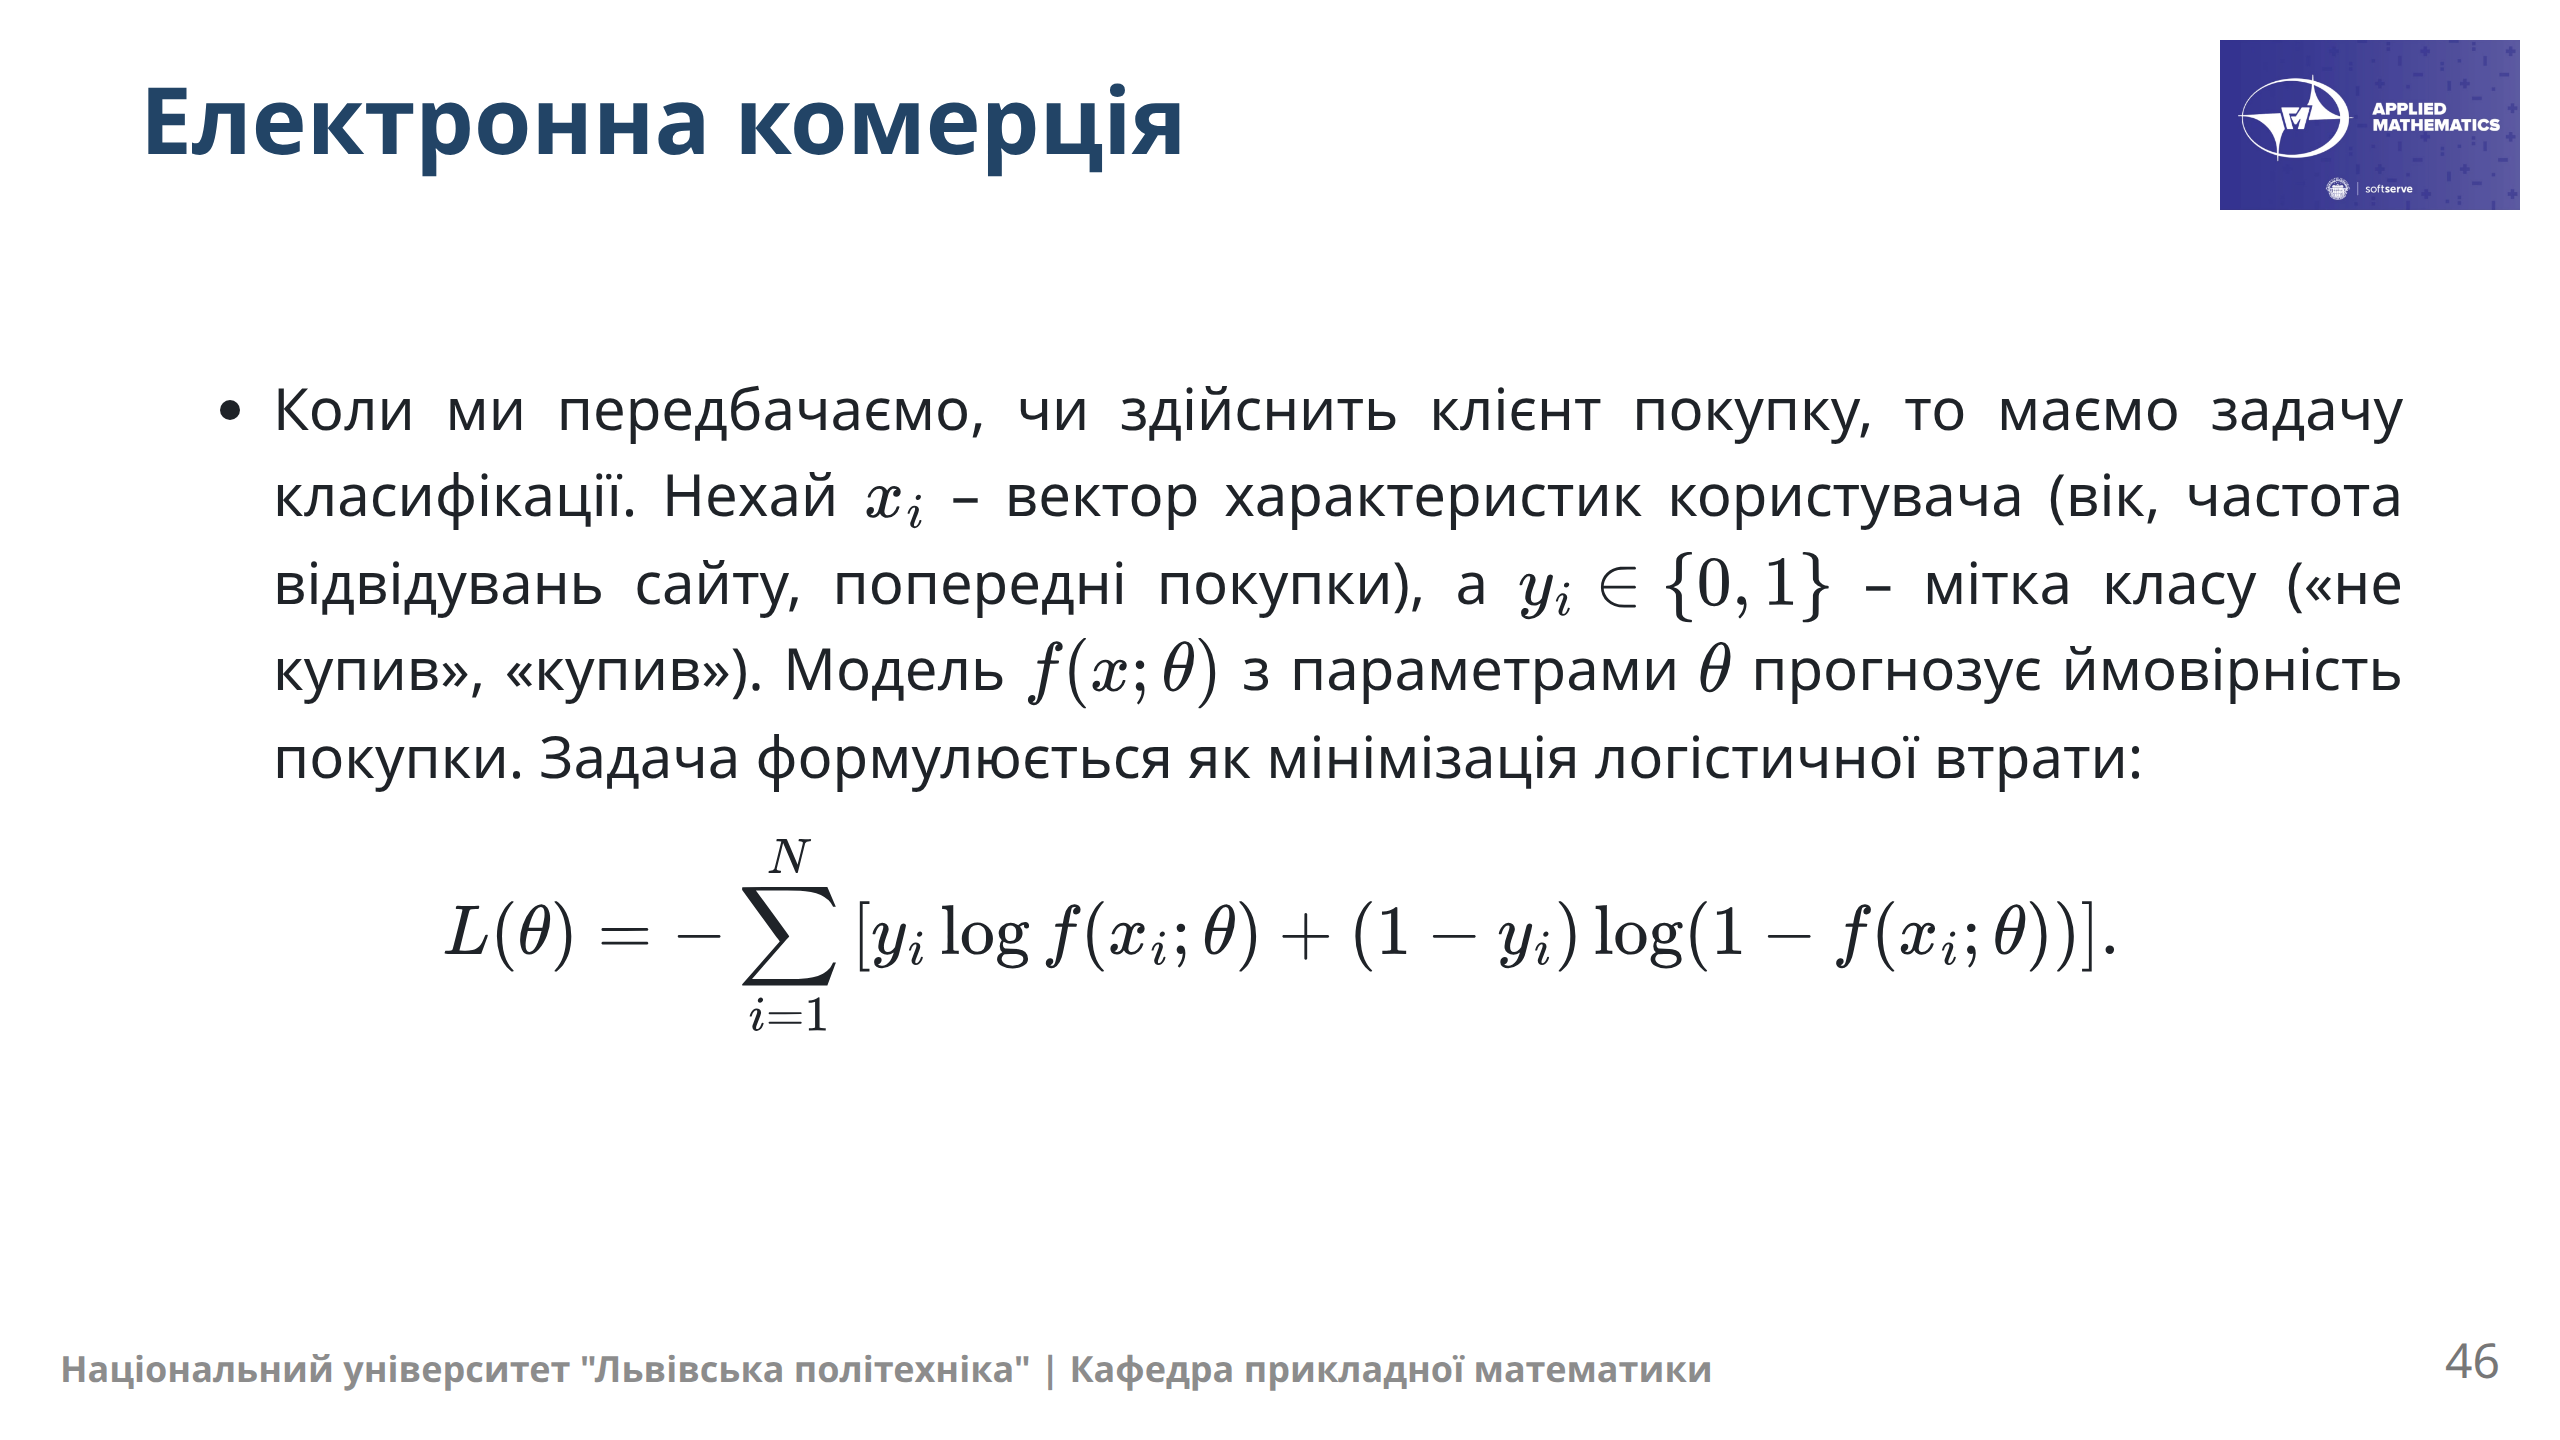 Електронна комерція
APPLIED
MATHEMATICS
softserve
• Коли ми передбачаємо, чи здійснить клієнт покупку, то маємо задачу
класифікації. Нехай x_i – вектор характеристик користувача (вік, частота
відвідувань сайту, попередні покупки), а y_i ∈ {0, 1} – мітка класу («не
купив», «купив»). Модель f(x; θ) з параметрами θ прогнозує ймовірність
покупки. Задача формулюється як мінімізація логістичної втрати:
L(θ) = − ∑_{i=1}^{N} [y_i log f(x_i; θ) + (1 − y_i) log(1 − f(x_i; θ))].
Національний університет "Львівська політехніка" | Кафедра прикладної математики
46